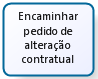 Encaminhar
pedido de
alteração
contratual